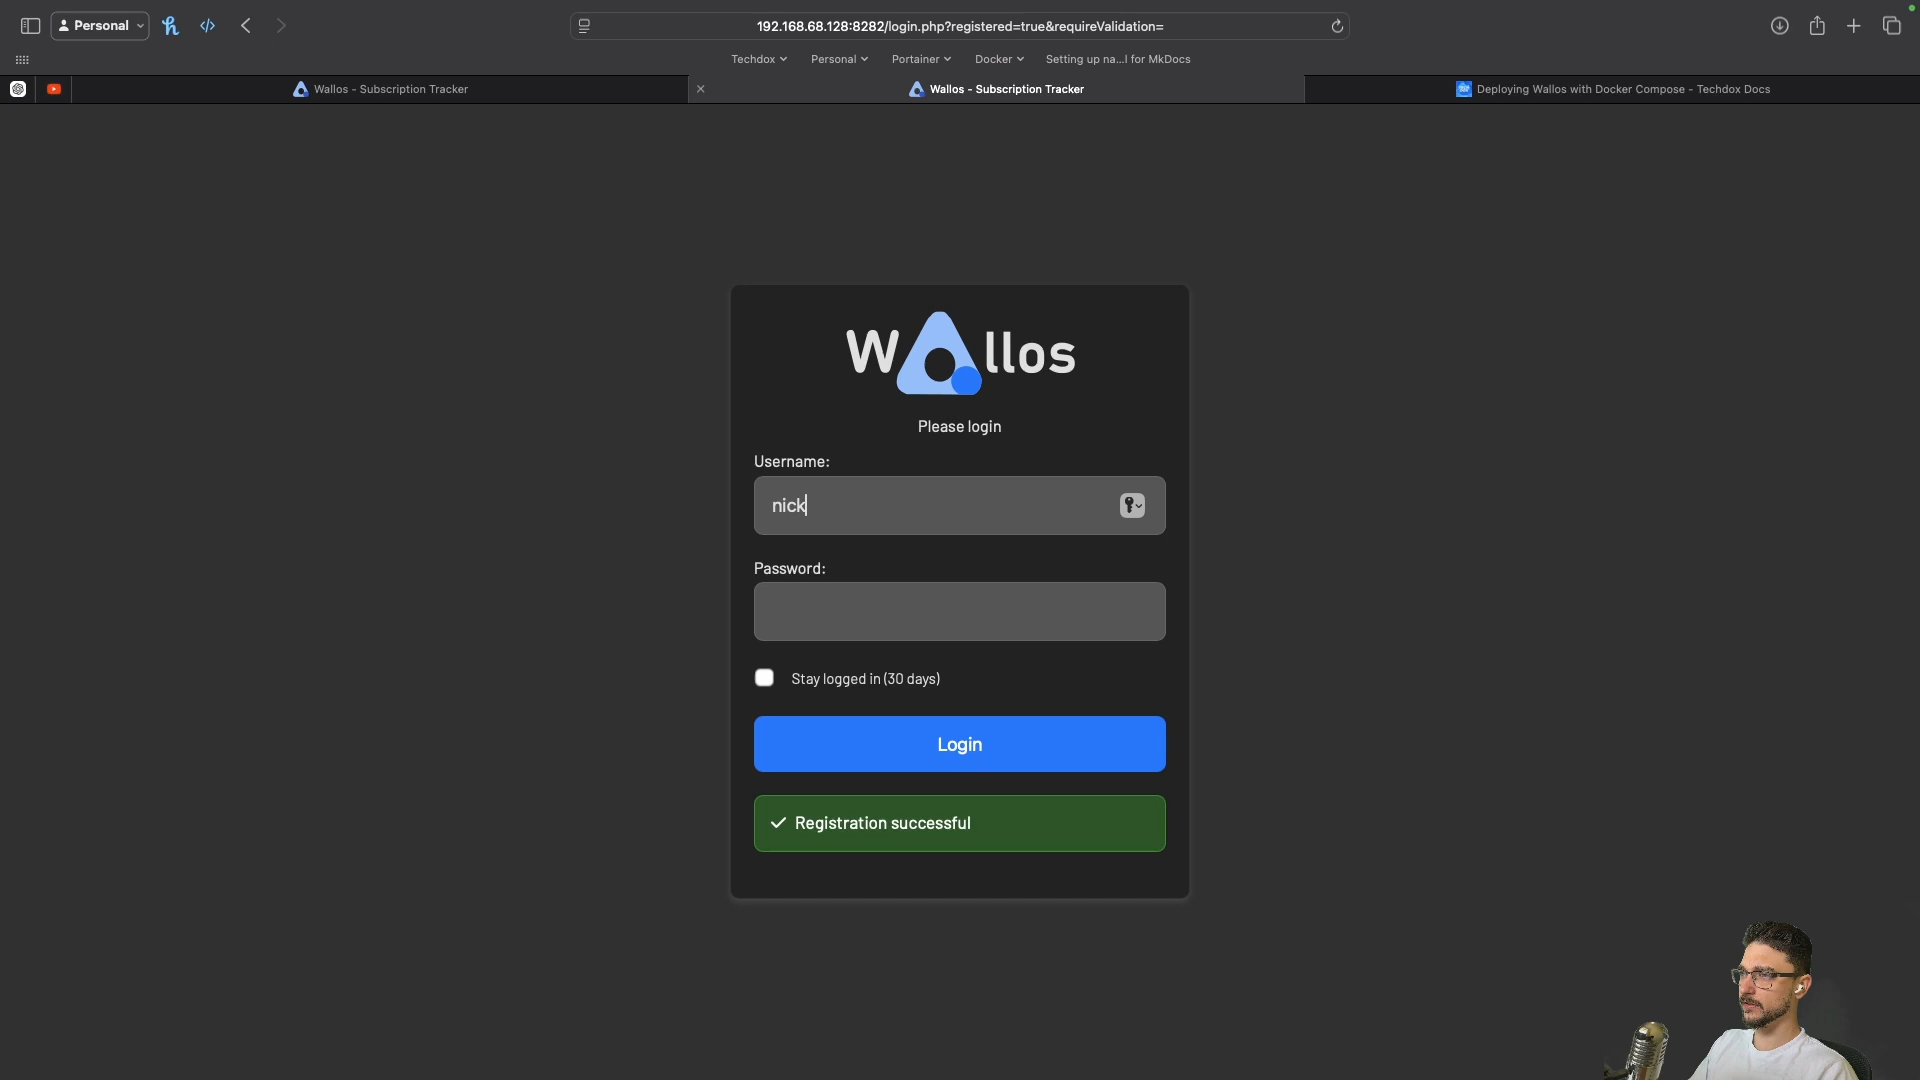 Personal
192.168.68.128:8282/login.php?registered=true&requireValidation=
Techdox
Personal
Portainer
Docker
Setting up na...l for MkDocs
Wallos - Subscription Tracker
Wallos - Subscription Tracker
Deploying Wallos with Docker Compose - Techdox Docs
Wallos
Please login
Username:
nick
Password:
Stay logged in (30 days)
Login
Registration successful